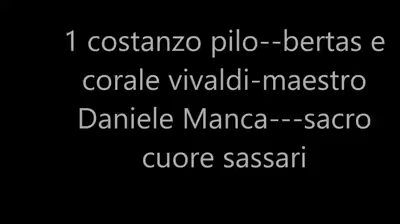 1 costanzo pilo--bertas e
corale vivaldi-maestro
Daniele Manca---sacro
cuore sassari